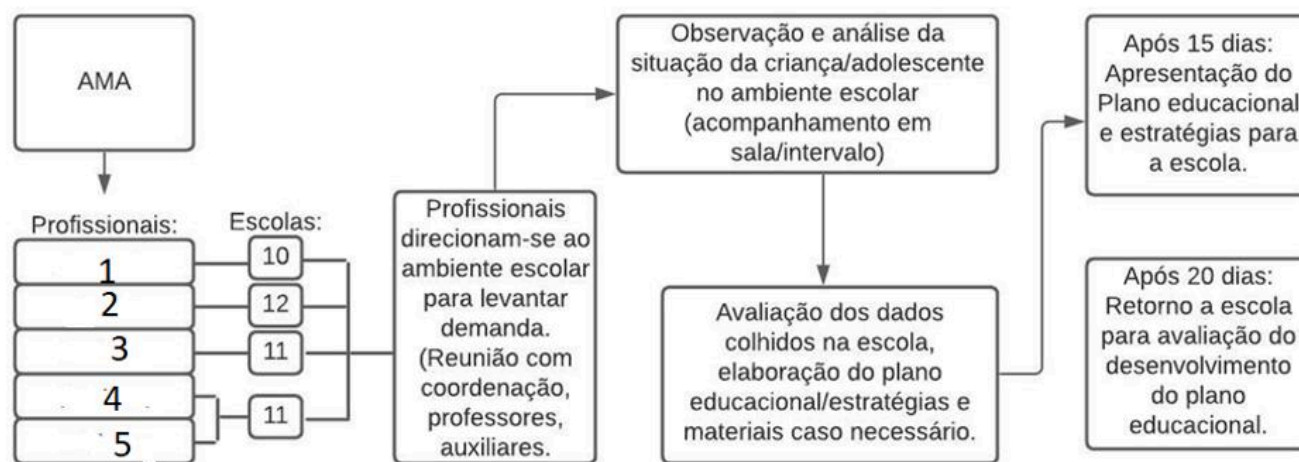 AMA
Profissionais:
1
2
3
4
5
Escolas:
10
12
11
11
Profissionais
direcionam-se ao
ambiente escolar
para levantar
demanda.
(Reunião com
coordenação,
professores,
auxiliares.
Observação e análise da
situação da criança/adolescente
no ambiente escolar
(acompanhamento em
sala/intervalo)
Avaliação dos dados
colhidos na escola,
elaboração do plano
educacional/estratégias e
materiais caso necessário.
Após 15 dias:
Apresentação do
Plano educacional
e estratégias para
a escola.
Após 20 dias:
Retorno a escola
para avaliação do
desenvolvimento
do plano
educacional.